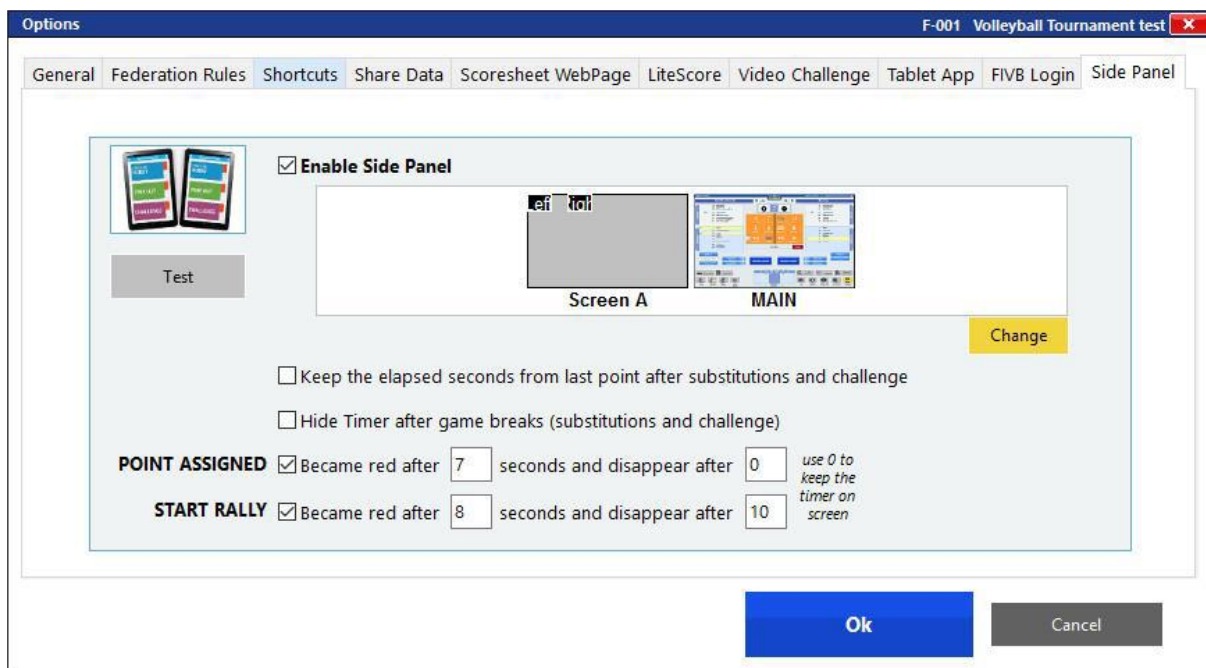 Options
F-001 Volleyball Tournament test
General Federation Rules Shortcuts Share Data Scoresheet WebPage LiteScore Video Challenge Tablet App FIVB Login Side Panel
Enable Side Panel
Test
Screen A
MAIN
Change
Keep the elapsed seconds from last point after substitutions and challenge
Hide Timer after game breaks (substitutions and challenge)
POINT ASSIGNED Became red after 7 seconds and disappear after 0
START RALLY Became red after 8 seconds and disappear after 10
use 0 to
keep the
timer on
screen
Ok
Cancel